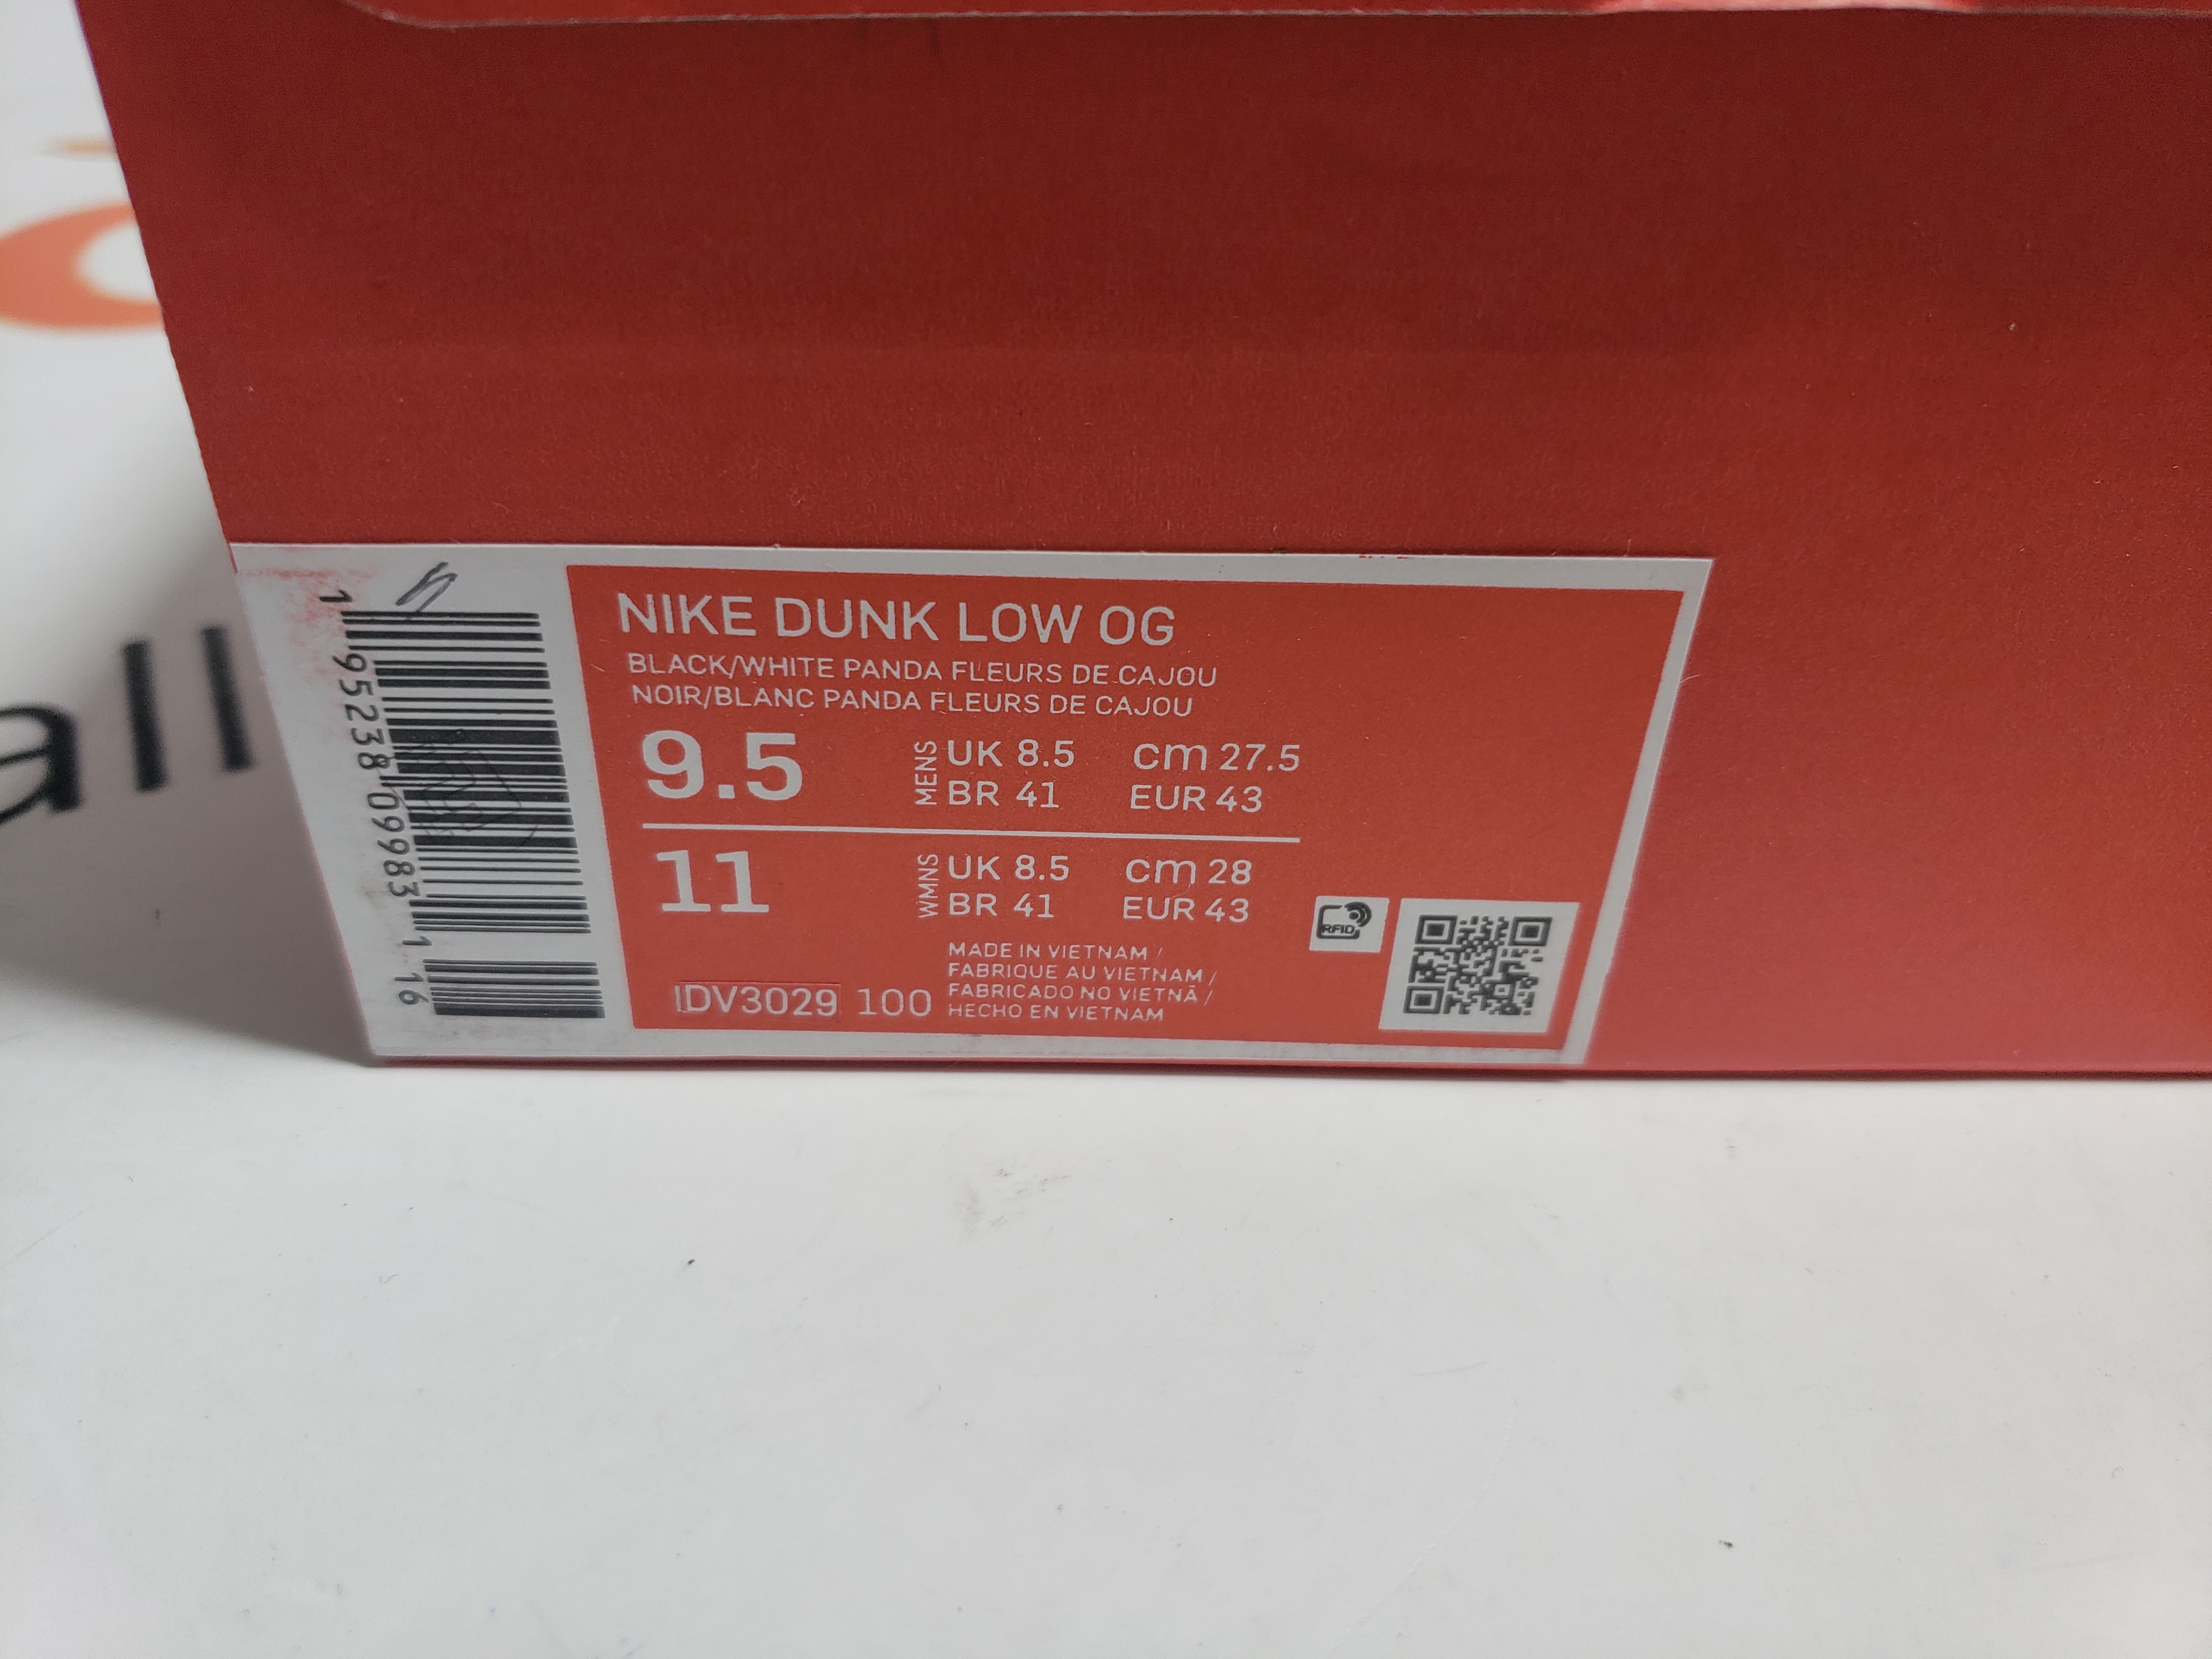 all
NIKE DUNK LOW OG
BLACK/WHITE PANDA FLEURS DE CAJOU
NOIR/BLANC PANDA FLEURS DE CAJOU
9.5 MENS UK 8.5 cm 27.5
BR 41 EUR 43
11 WMNS UK 8.5 cm 28
BR 41 EUR 43
MADE IN VIETNAM /
FABRIQUE AU VIETNAM /
FABRICADO NO VIETNÃ /
HECHO EN VIETNAM
DV3029 100
RFID
1 95238 09983 1 16